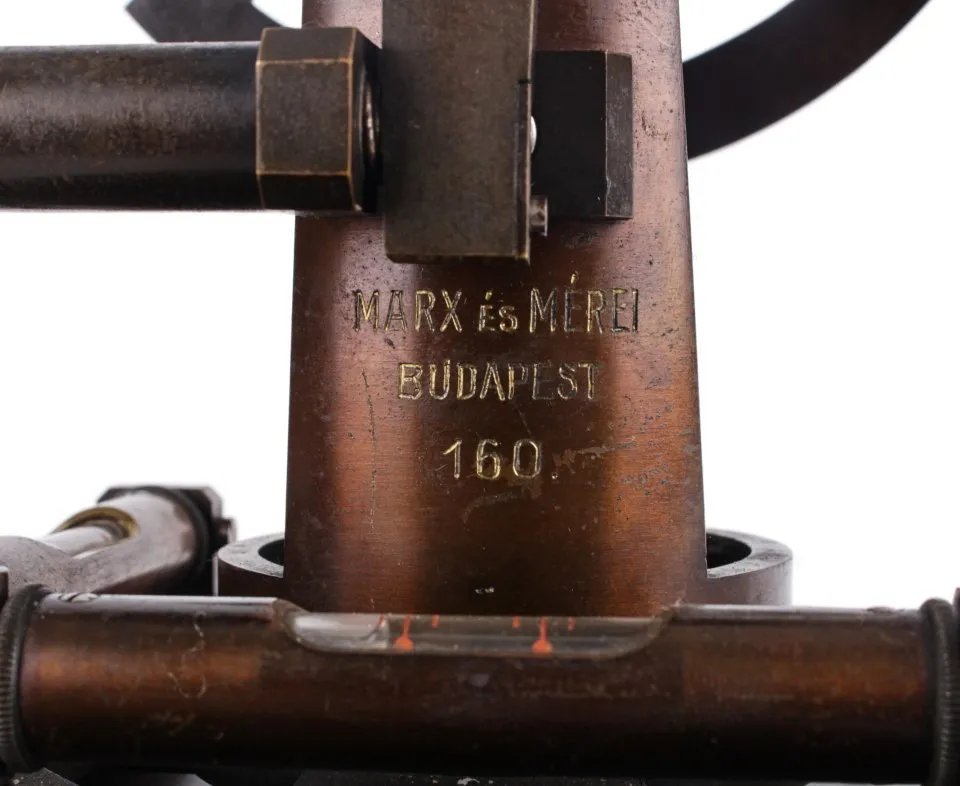 MARX és MÉREI
BUDAPEST
160.